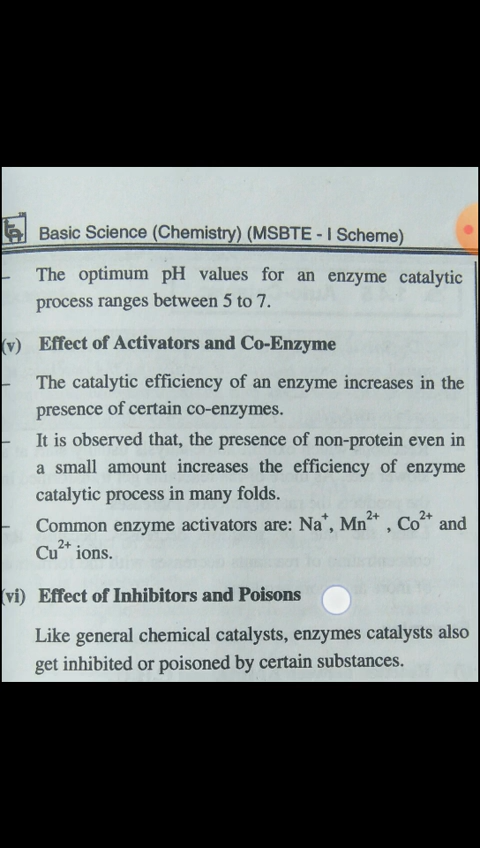 Basic Science (Chemistry) (MSBTE - I Scheme)
– The optimum pH values for an enzyme catalytic
process ranges between 5 to 7.
(v) Effect of Activators and Co-Enzyme
– The catalytic efficiency of an enzyme increases in the
presence of certain co-enzymes.
– It is observed that, the presence of non-protein even in
a small amount increases the efficiency of enzyme
catalytic process in many folds.
– Common enzyme activators are: Na⁺, Mn²⁺ , Co²⁺ and
Cu²⁺ ions.
(vi) Effect of Inhibitors and Poisons
Like general chemical catalysts, enzymes catalysts also
get inhibited or poisoned by certain substances.